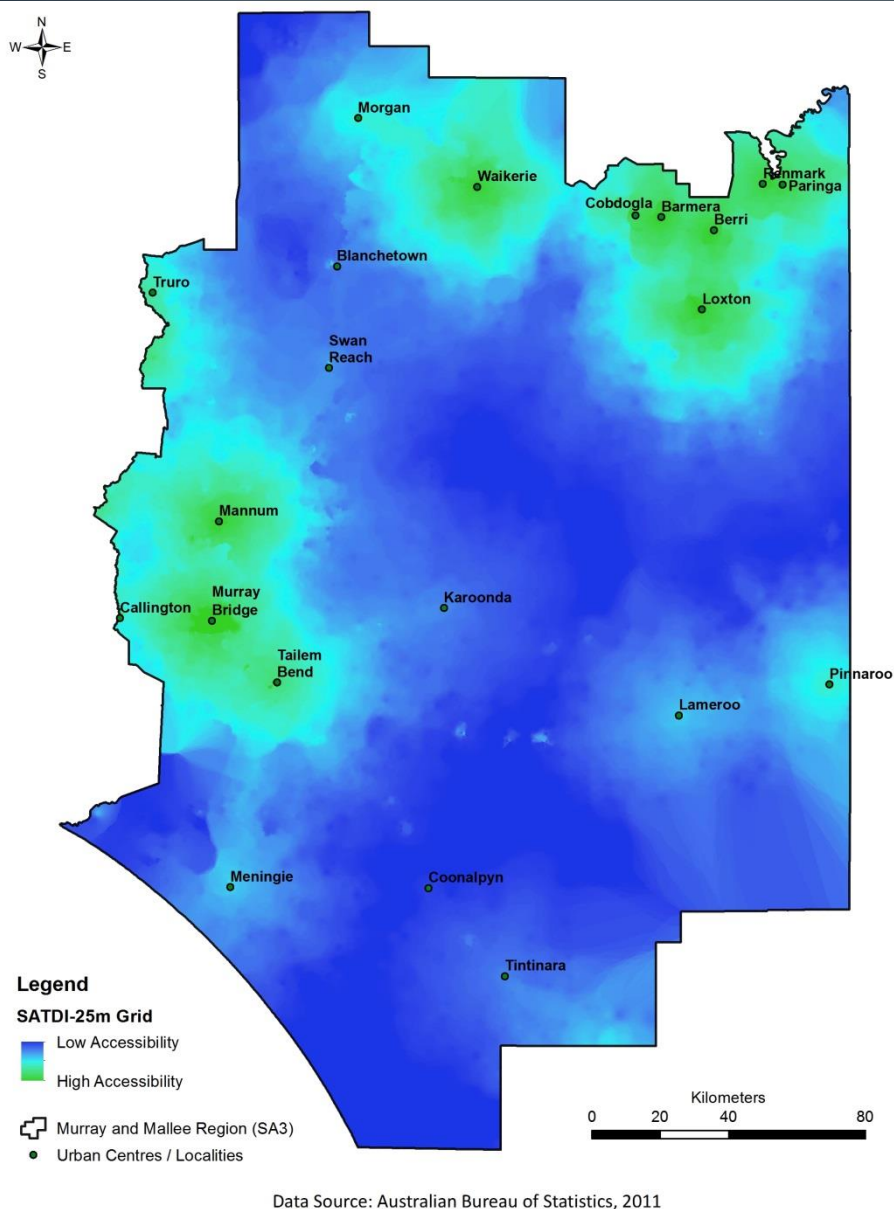 N
W E
S
Morgan
Waikerie
Renmark
Paringa
Cobdogla
Barmera
Berri
Blanchetown
Truro
Loxton
Swan
Reach
Mannum
Murray
Bridge
Callington
Karoonda
Tailem
Bend
Pinnaroo
Lameroo
Meningie
Coonalpyn
Tintinara
Legend
SATDI-25m Grid
Low Accessibility
High Accessibility
Murray and Mallee Region (SA3)
Urban Centres / Localities
Kilometers
0 20 40 80
Data Source: Australian Bureau of Statistics, 2011